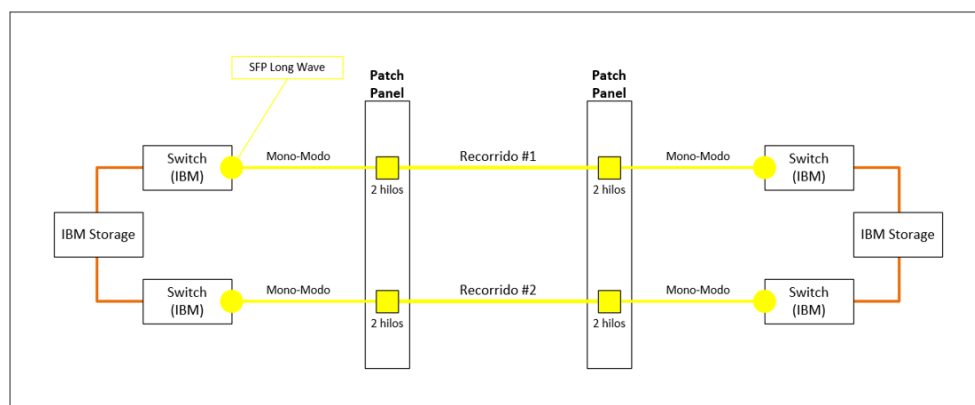 SFP Long Wave
Patch
Panel
Patch
Panel
Switch
(IBM)
Mono-Modo
2 hilos
Recorrido #1
2 hilos
Mono-Modo
Switch
(IBM)
IBM Storage
IBM Storage
Switch
(IBM)
Mono-Modo
2 hilos
Recorrido #2
2 hilos
Mono-Modo
Switch
(IBM)